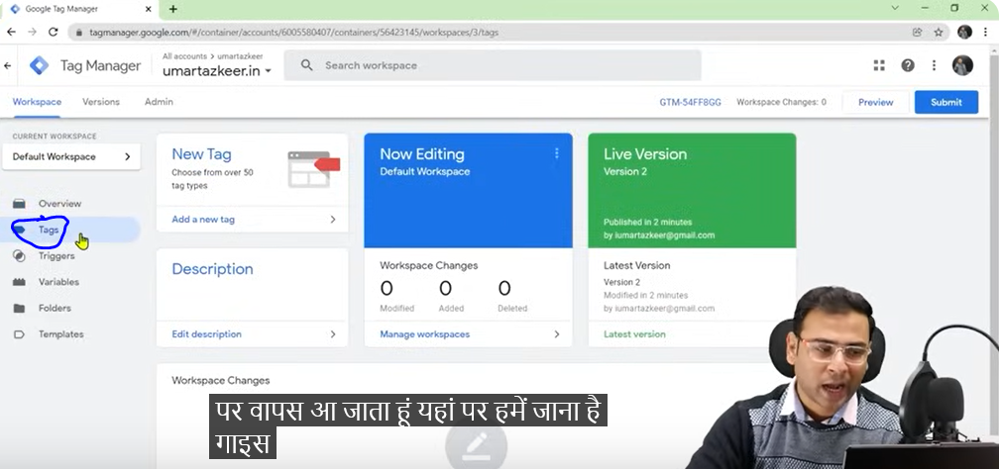 Google Tag Manager
tagmanager.google.com/#/container/accounts/6005580407/containers/56423145/workspaces/3/tags
Tag Manager
All accounts > umartazkeer
umartazkeer.in
Search workspace
Workspace
Versions
Admin
GTM-54FF8GG
Workspace Changes: 0
Preview
Submit
CURRENT WORKSPACE
Default Workspace
Overview
Tags
Triggers
Variables
Folders
Templates
New Tag
Choose from over 50
tag types
Add a new tag
Description
Edit description
Now Editing
Default Workspace
Workspace Changes
0
0
0
Modified
Added
Deleted
Manage workspaces
Live Version
Version 2
Published in 2 minutes
by iumartazkeer@gmail.com
Latest Version
Version 2
Modified in 2 minutes
by iumartazkeer@gmail.com
Latest version
Workspace Changes
पर वापस आ जाता हूं यहां पर हमें जाना है
गाइस